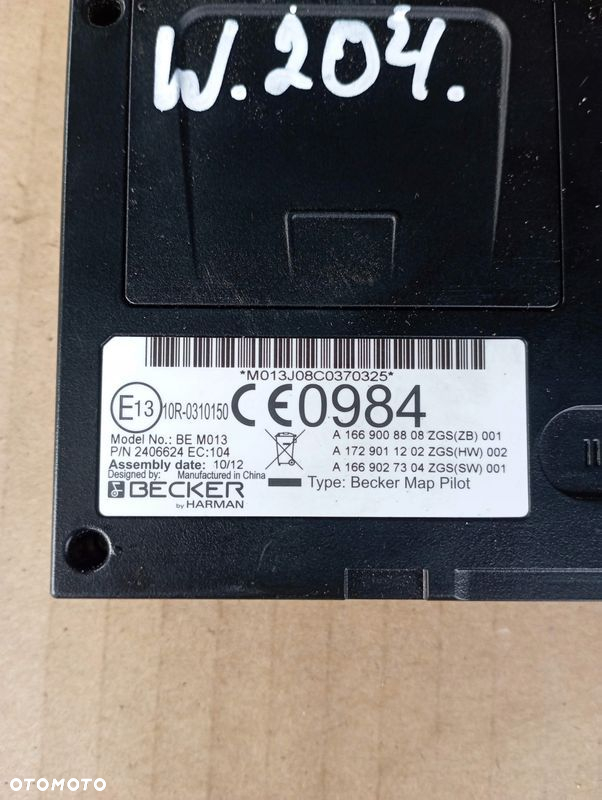 W.204.
*M013J08C0370325*
E13 10R-0310150 CE0984
Model No.: BE M013
P/N 2406624 EC:104
Assembly date: 10/12
Designed by: Manufactured in China
BECKER
by HARMAN
A 166 900 88 08 ZGS(ZB) 001
A 172 901 12 02 ZGS(HW) 002
A 166 902 73 04 ZGS(SW) 001
Type: Becker Map Pilot
OTOMOTO